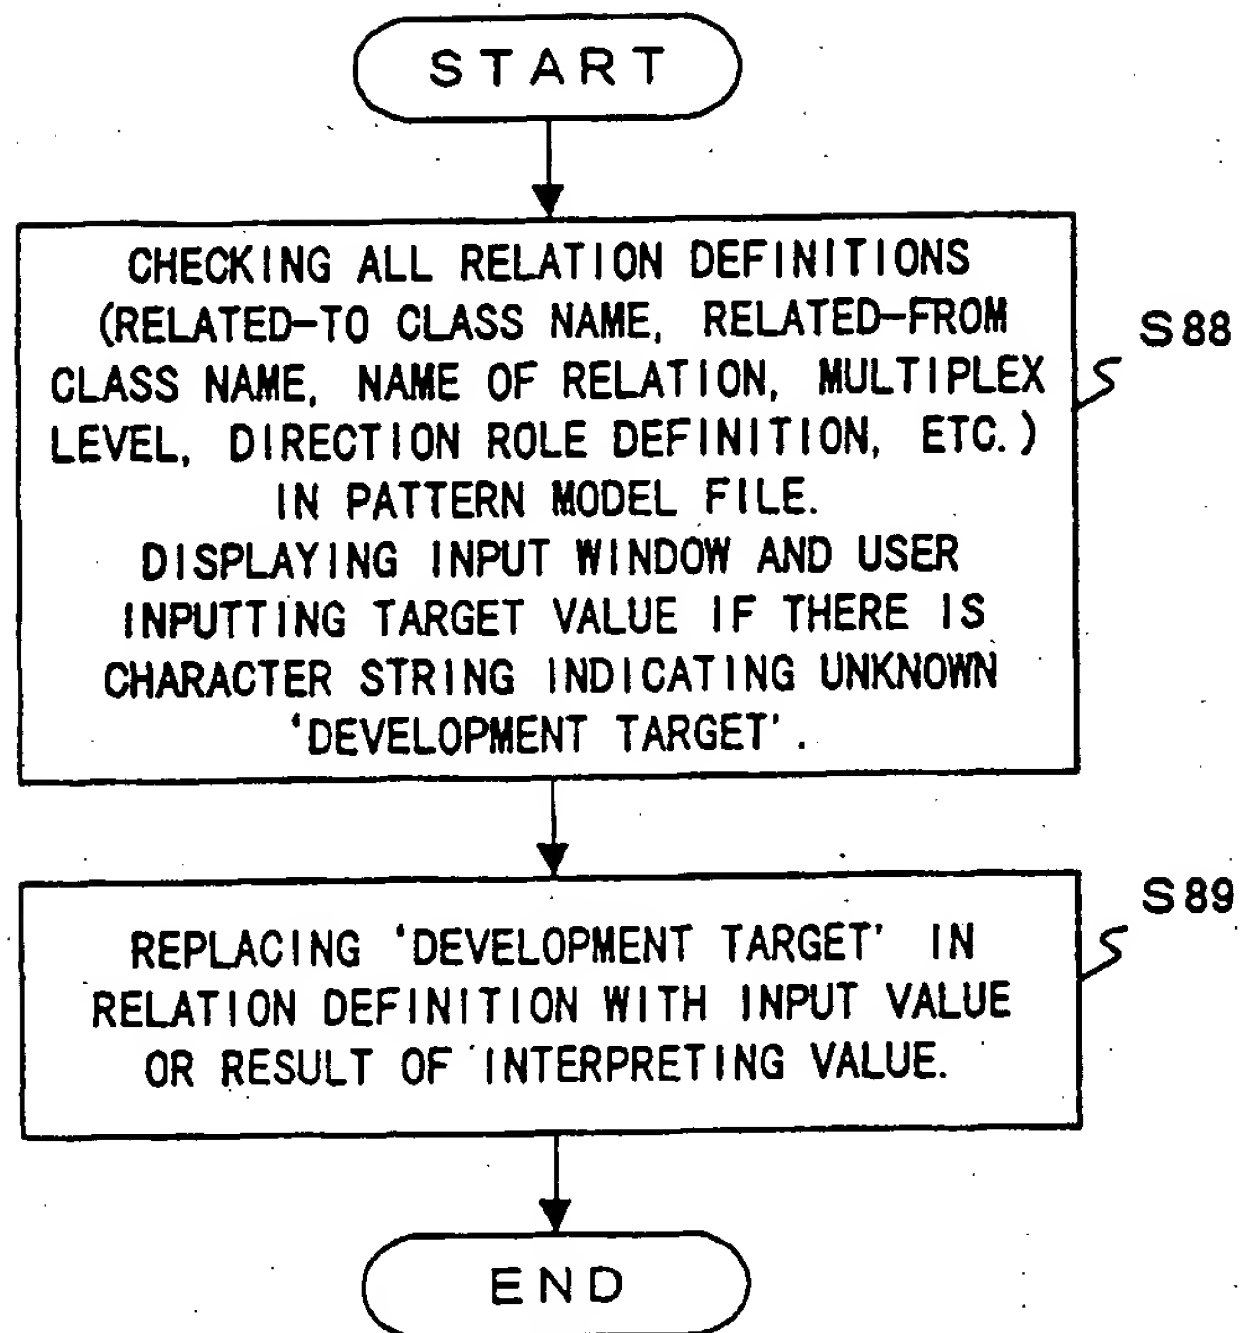 START
CHECKING ALL RELATION DEFINITIONS
(RELATED-TO CLASS NAME, RELATED-FROM
CLASS NAME, NAME OF RELATION, MULTIPLEX
LEVEL, DIRECTION ROLE DEFINITION, ETC.)
IN PATTERN MODEL FILE.
DISPLAYING INPUT WINDOW AND USER
INPUTTING TARGET VALUE IF THERE IS
CHARACTER STRING INDICATING UNKNOWN
'DEVELOPMENT TARGET'.
S88
REPLACING 'DEVELOPMENT TARGET' IN
RELATION DEFINITION WITH INPUT VALUE
OR RESULT OF INTERPRETING VALUE.
S89
END